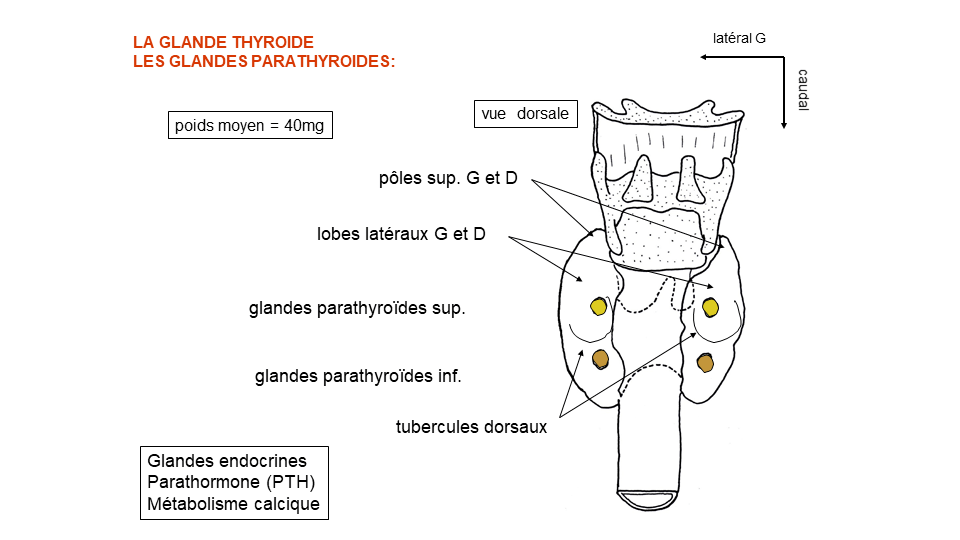 LA GLANDE THYROIDE
LES GLANDES PARATHYROIDES:
latéral G
caudal
poids moyen = 40mg
vue dorsale
pôles sup. G et D
lobes latéraux G et D
glandes parathyroïdes sup.
glandes parathyroïdes inf.
tubercules dorsaux
Glandes endocrines
Parathormone (PTH)
Métabolisme calcique